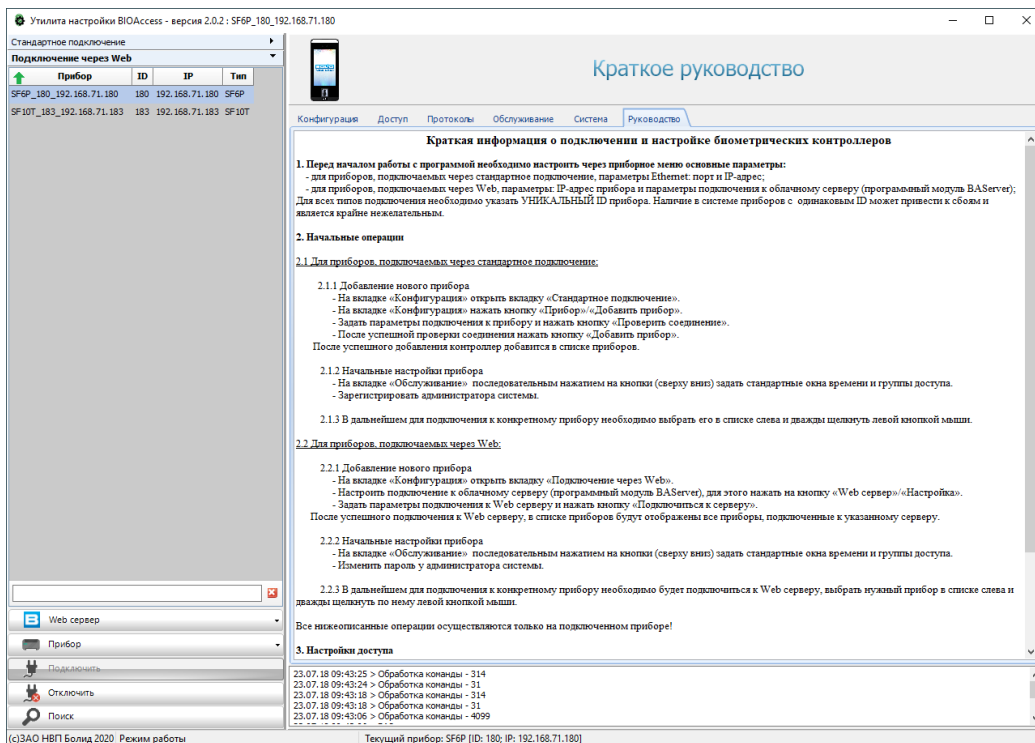 Утилита настройки BIOAccess - версия 2.0.2 : SF6P_180_192.168.71.180
Стандартное подключение
Подключение через Web
Прибор ID IP Тип
SF6P_180_192.168.71.180 180 192.168.71.180 SF6P
SF10T_183_192.168.71.183 183 192.168.71.183 SF10T
Web сервер
Прибор
Подключить
Отключить
Поиск
Краткое руководство
Конфигурация Доступ Протоколы Обслуживание Система Руководство
Краткая информация о подключении и настройке биометрических контроллеров
1. Перед началом работы с программой необходимо настроить через приборное меню основные параметры:
- для приборов, подключаемых через стандартное подключение, параметры Ethernet: порт и IP-адрес;
- для приборов, подключаемых через Web, параметры: IP-адрес прибора и параметры подключения к облачному серверу (программный модуль BAServer);
Для всех типов подключения необходимо указать УНИКАЛЬНЫЙ ID прибора. Наличие в системе приборов с одинаковым ID может привести к сбоям и
является крайне нежелательным.
2. Начальные операции
2.1 Для приборов, подключаемых через стандартное подключение:
2.1.1 Добавление нового прибора
- На вкладке «Конфигурация» открыть вкладку «Стандартное подключение».
- На вкладке «Конфигурация» нажать кнопку «Прибор»/«Добавить прибор».
- Задать параметры подключения к прибору и нажать кнопку «Проверить соединение».
- После успешной проверки соединения нажать кнопку «Добавить прибор».
После успешного добавления контроллер добавится в списке приборов.
2.1.2 Начальные настройки прибора
- На вкладке «Обслуживание» последовательным нажатием на кнопки (сверху вниз) задать стандартные окна времени и группы доступа.
- Зарегистрировать администратора системы.
2.1.3 В дальнейшем для подключения к конкретному прибору необходимо выбрать его в списке слева и дважды щелкнуть левой кнопкой мыши.
2.2 Для приборов, подключаемых через Web:
2.2.1 Добавление нового прибора
- На вкладке «Конфигурация» открыть вкладку «Подключение через Web».
- Настроить подключение к облачному серверу (программный модуль BAServer), для этого нажать на кнопку «Web сервер»/«Настройка».
- Задать параметры подключения к Web серверу и нажать кнопку «Подключиться к серверу».
После успешного подключения к Web серверу, в списке приборов будут отображены все приборы, подключенные к указанному серверу.
2.2.2 Начальные настройки прибора
- На вкладке «Обслуживание» последовательным нажатием на кнопки (сверху вниз) задать стандартные окна времени и группы доступа.
- Изменить пароль у администратора системы.
2.2.3 В дальнейшем для подключения к конкретному прибору необходимо будет подключиться к Web серверу, выбрать нужный прибор в списке слева и
дважды щелкнуть по нему левой кнопкой мыши.
Все нижеописанные операции осуществляются только на подключенном приборе!
3. Настройки доступа
23.07.18 09:43:25 > Обработка команды - 314
23.07.18 09:43:24 > Обработка команды - 31
23.07.18 09:43:18 > Обработка команды - 314
23.07.18 09:43:18 > Обработка команды - 31
23.07.18 09:43:06 > Обработка команды - 4099
(c)ЗАО НВП Болид 2020 Режим работы Текущий прибор: SF6P [ID: 180; IP: 192.168.71.180]